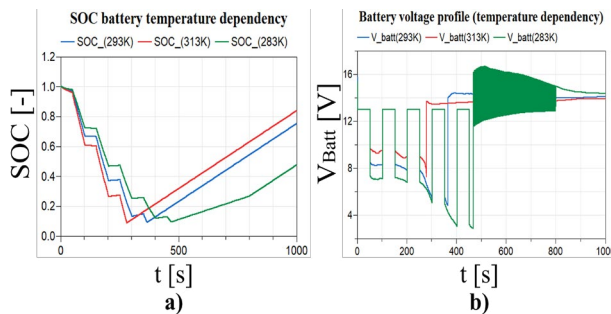 SOC battery temperature dependency
SOC_(293K) SOC_(313K) SOC_(283K)
1.0
0.8
0.6
0.4
0.2
0.0
SOC [-]
0 500 1000
t [s]
a)
Battery voltage profile (temperature dependency)
V_batt(293K) V_batt(313K) V_batt(283K)
16
12
8
4
VBatt [V]
0 200 400 600 800 100
t [s]
b)